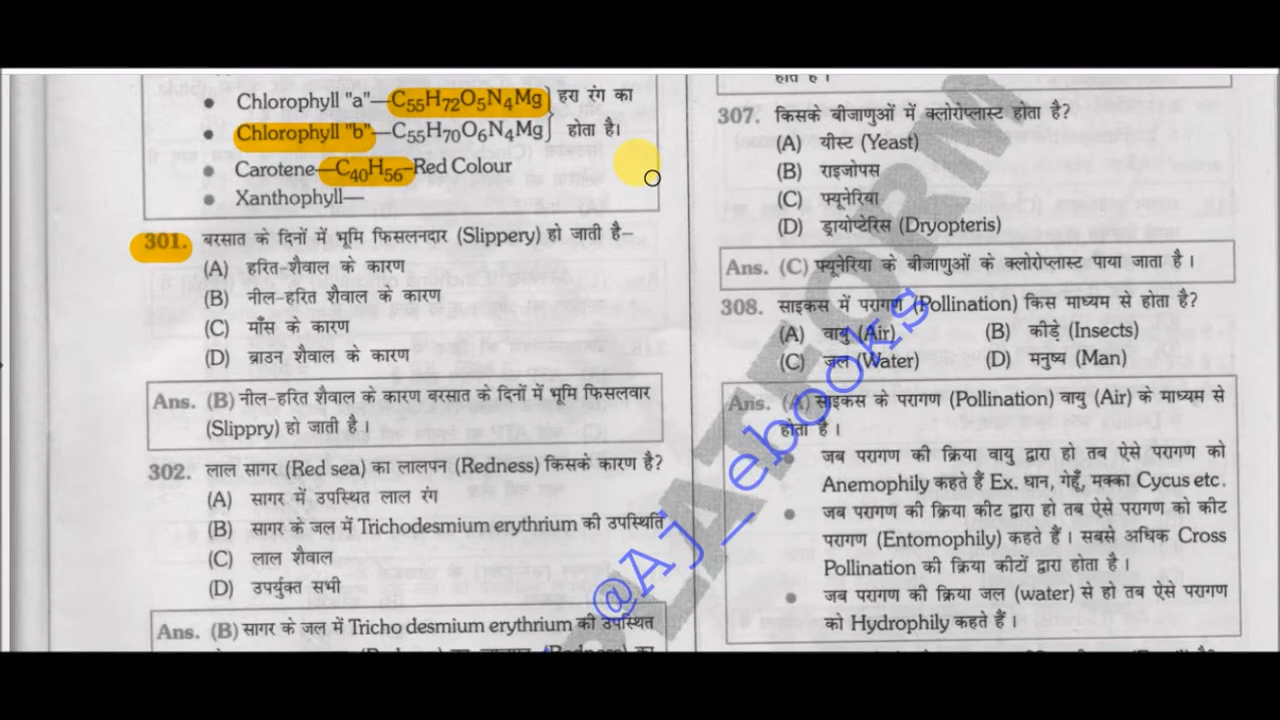 Chlorophyll "a"—C55H72O5N4Mg } हरा रंग का
Chlorophyll "b"—C55H70O6N4Mg } होता है।
Carotene—C40H56–Red Colour
Xanthophyll—
301. बरसात के दिनों में भूमि फिसलनदार (Slippery) हो जाती है–
(A) हरित-शैवाल के कारण
(B) नील-हरित शैवाल के कारण
(C) माँस के कारण
(D) ब्राउन शैवाल के कारण
Ans. (B) नील-हरित शैवाल के कारण बरसात के दिनों में भूमि फिसलवार
(Slippry) हो जाती है।
302. लाल सागर (Red sea) का लालपन (Redness) किसके कारण है?
(A) सागर में उपस्थित लाल रंग
(B) सागर के जल में Trichodesmium erythrium की उपस्थिति
(C) लाल शैवाल
(D) उपर्युक्त सभी
Ans. (B) सागर के जल में Tricho desmium erythrium की उपस्थित
होता है।
307. किसके बीजाणुओं में क्लोरोप्लास्ट होता है?
(A) यीस्ट (Yeast)
(B) राइजोपस
(C) फ्यूनेरिया
(D) ड्रायोप्टेरिस (Dryopteris)
Ans. (C) फ्यूनेरिया के बीजाणुओं के क्लोरोप्लास्ट पाया जाता है।
308. साइकस में परागण (Pollination) किस माध्यम से होता है?
(A) वायु (Air) (B) कीड़े (Insects)
(C) जल (Water) (D) मनुष्य (Man)
Ans. (A) साइकस के परागण (Pollination) वायु (Air) के माध्यम से
होता है।
जब परागण की क्रिया वायु द्वारा हो तब ऐसे परागण को
Anemophily कहते हैं Ex. धान, गेहूँ, मक्का Cycus etc.
जब परागण की क्रिया कीट द्वारा हो तब ऐसे परागण को कीट
परागण (Entomophily) कहते हैं। सबसे अधिक Cross
Pollination की क्रिया कीटों द्वारा होता है।
जब परागण की क्रिया जल (water) से हो तब ऐसे परागण
को Hydrophily कहते हैं।
PLATFORM
@Aj_ebooks